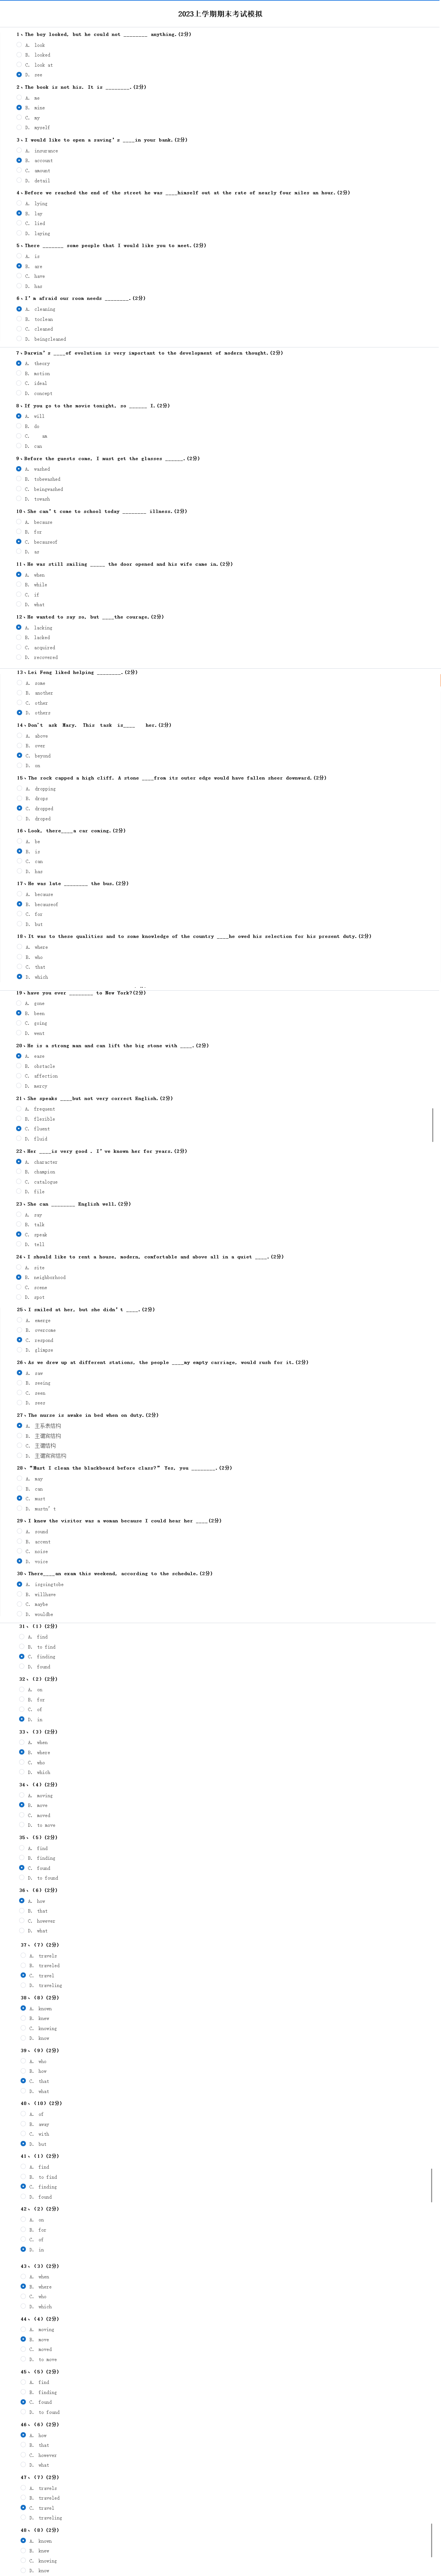 2023上学期期末考试模拟
1、The boy looked, but he could not ________ anything.(2分)
A. look
B. looked
C. look at
D. see
2、The book is not his. It is ________.(2分)
A. me
B. mine
C. my
D. myself
3、I would like to open a saving's ____in your bank.(2分)
A. insurance
B. account
C. amount
D. detail
4、Before we reached the end of the street he was ____himself out at the rate of nearly four miles an hour.(2分)
A. lying
B. lay
C. lied
D. laying
5、There _______ some people that I would like you to meet.(2分)
A. is
B. are
C. have
D. has
6、I'm afraid our room needs ________.(2分)
A. cleaning
B. toclean
C. cleaned
D. beingcleaned
7、Darwin's ____of evolution is very important to the development of modern thought.(2分)
A. theory
B. motion
C. ideal
D. concept
8、If you go to the movie tonight, so ______ I.(2分)
A. will
B. do
C. am
D. can
9、Before the guests come, I must get the glasses ______.(2分)
A. washed
B. tobewashed
C. beingwashed
D. towash
10、She can't come to school today ________ illness.(2分)
A. because
B. for
C. becauseof
D. as
11、He was still smiling _____ the door opened and his wife came in.(2分)
A. when
B. while
C. if
D. what
12、He wanted to say so, but ____the courage.(2分)
A. lacking
B. lacked
C. acquired
D. recovered
13、Lei Feng liked helping ________.(2分)
A. some
B. another
C. other
D. others
14、Don't ask Mary. This task is____ her.(2分)
A. above
B. over
C. beyond
D. on
15、The rock capped a high cliff. A stone ____from its outer edge would have fallen sheer downward.(2分)
A. dropping
B. drops
C. dropped
D. droped
16、Look, there____a car coming.(2分)
A. be
B. is
C. can
D. has
17、He was late ________ the bus.(2分)
A. because
B. becauseof
C. for
D. but
18、It was to these qualities and to some knowledge of the country ____he owed his selection for his present duty.(2分)
A. where
B. who
C. that
D. which
19、have you ever ________ to New York?(2分)
A. gone
B. been
C. going
D. went
20、He is a strong man and can lift the big stone with ____.(2分)
A. ease
B. obstacle
C. affection
D. mercy
21、She speaks ____but not very correct English.(2分)
A. frequent
B. flexible
C. fluent
D. fluid
22、Her ____is very good . I've known her for years.(2分)
A. character
B. champion
C. catalogue
D. file
23、She can ________ English well.(2分)
A. say
B. talk
C. speak
D. tell
24、I should like to rent a house, modern, comfortable and above all in a quiet ____.(2分)
A. site
B. neighborhood
C. scene
D. spot
25、I smiled at her, but she didn't ____.(2分)
A. emerge
B. overcome
C. respond
D. glimpse
26、As we drew up at different stations, the people ____my empty carriage, would rush for it.(2分)
A. saw
B. seeing
C. seen
D. sees
27、The nurse is awake in bed when on duty.(2分)
A. 主系表结构
B. 主谓宾结构
C. 主谓结构
D. 主谓宾宾结构
28、"Must I clean the blackboard before class?" Yes, you ________.(2分)
A. may
B. can
C. must
D. mustn't
29、I knew the visitor was a woman because I could hear her ____(2分)
A. sound
B. accent
C. noise
D. voice
30、There____an exam this weekend, according to the schedule.(2分)
A. isgoingtobe
B. willhave
C. maybe
D. wouldbe
31、(1)(2分)
A. find
B. to find
C. finding
D. found
32、(2)(2分)
A. on
B. for
C. of
D. in
33、(3)(2分)
A. when
B. where
C. who
D. which
34、(4)(2分)
A. moving
B. move
C. moved
D. to move
35、(5)(2分)
A. find
B. finding
C. found
D. to found
36、(6)(2分)
A. how
B. that
C. however
D. what
37、(7)(2分)
A. travels
B. traveled
C. travel
D. traveling
38、(8)(2分)
A. known
B. knew
C. knowing
D. know
39、(9)(2分)
A. who
B. how
C. that
D. what
40、(10)(2分)
A. of
B. away
C. with
D. but
41、(1)(2分)
A. find
B. to find
C. finding
D. found
42、(2)(2分)
A. on
B. for
C. of
D. in
43、(3)(2分)
A. when
B. where
C. who
D. which
44、(4)(2分)
A. moving
B. move
C. moved
D. to move
45、(5)(2分)
A. find
B. finding
C. found
D. to found
46、(6)(2分)
A. how
B. that
C. however
D. what
47、(7)(2分)
A. travels
B. traveled
C. travel
D. traveling
48、(8)(2分)
A. known
B. knew
C. knowing
D. know